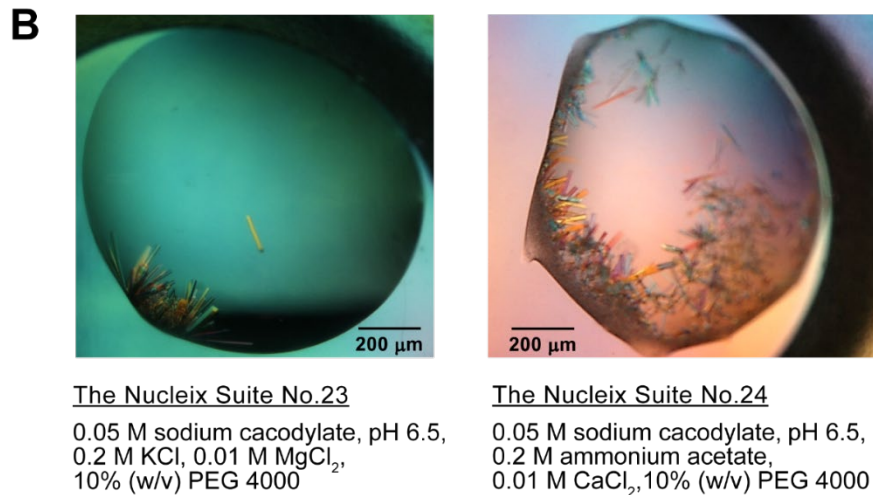 B
200 μm
200 μm
The Nucleix Suite No.23
0.05 M sodium cacodylate, pH 6.5,
0.2 M KCl, 0.01 M MgCl₂,
10% (w/v) PEG 4000
The Nucleix Suite No.24
0.05 M sodium cacodylate, pH 6.5,
0.2 M ammonium acetate,
0.01 M CaCl₂,10% (w/v) PEG 4000